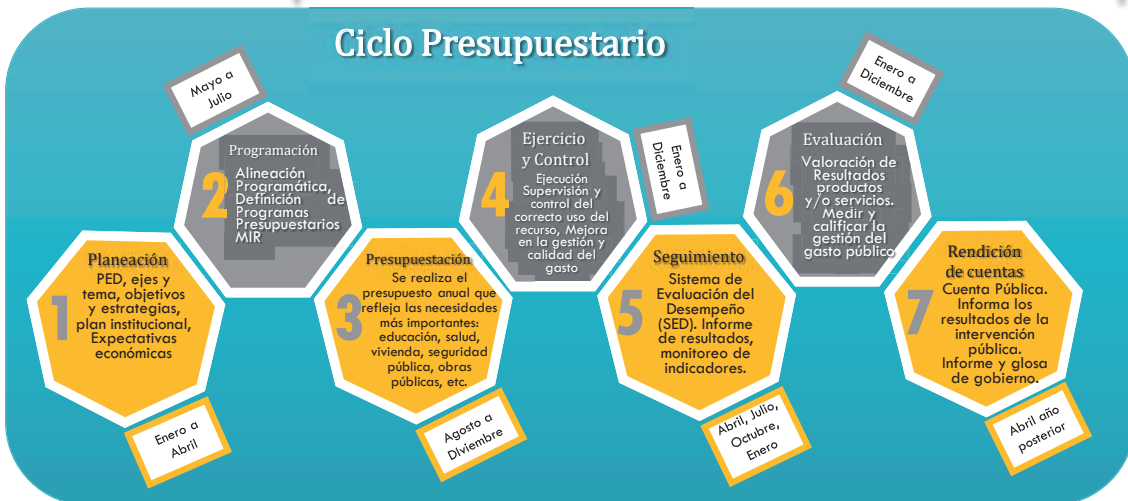 Ciclo Presupuestario
Enero a
Abril
1
Planeación
PED, ejes y
tema, objetivos
y estrategias,
plan institucional,
Expectativas
económicas
Mayo a
Julio
2
Programación
Alineación
Programática,
Definición de
Programas
Presupuestarios
MIR
3
Presupuestación
Se realiza el
presupuesto anual que
refleja las necesidades
más importantes:
educación, salud,
vivienda, seguridad
pública, obras
públicas, etc.
Agosto a
DIviembre
4
Ejercicio
y Control
Ejecución
Supervisión y
control del
correcto uso del
recurso, Mejora
en la gestión y
calidad del
gasto
Enero a
Diciembre
5
Seguimiento
Sistema de
Evaluación del
Desempeño
(SED). Informe
de resultados,
monitoreo de
indicadores.
Abril, Julio,
Octubre,
Enero
6
Evaluación
Valoración de
Resultados
productos
y/o servicios.
Medir y
calificar la
gestión del
gasto público
Enero a
Diciembre
7
Rendición
de cuentas
Cuenta Pública.
Informa los
resultados de la
intervención
pública.
Informe y glosa
de gobierno.
Abril año
posterior